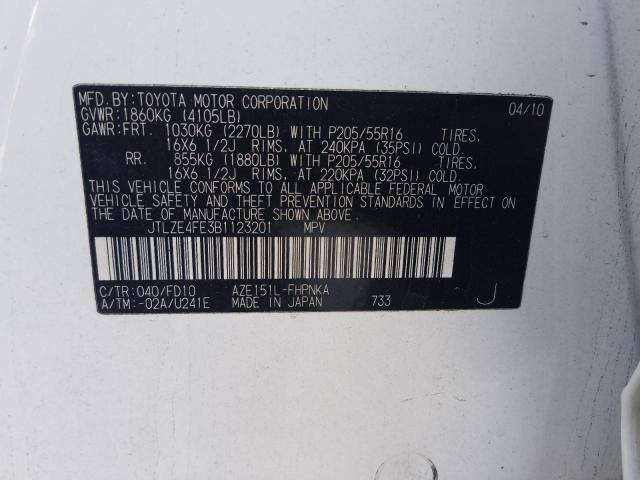 MFD. BY: TOYOTA MOTOR CORPORATION 04/10
GVWR: 1860KG (4105LB)
GAWR: FRT. 1030KG (2270LB) WITH P205/55R16 TIRES.
16X6 1/2J RIMS. AT 240KPA (35PSI) COLD.
RR. 855KG (1880LB) WITH P205/55R16 TIRES.
16X6 1/2J RIMS. AT 220KPA (32PSI) COLD.
THIS VEHICLE CONFORMS TO ALL APPLICABLE FEDERAL MOTOR
VEHICLE SAFETY AND THEFT PREVENTION STANDARDS IN EFFECT ON
THE DATE OF MANUFACTURE SHOWN ABOVE.
JTLZE4FE3B1123201 MPV
C/TR: 040/FD10 AZE151L-FHPNKA
A/TM: -02A/U241E MADE IN JAPAN 733 J